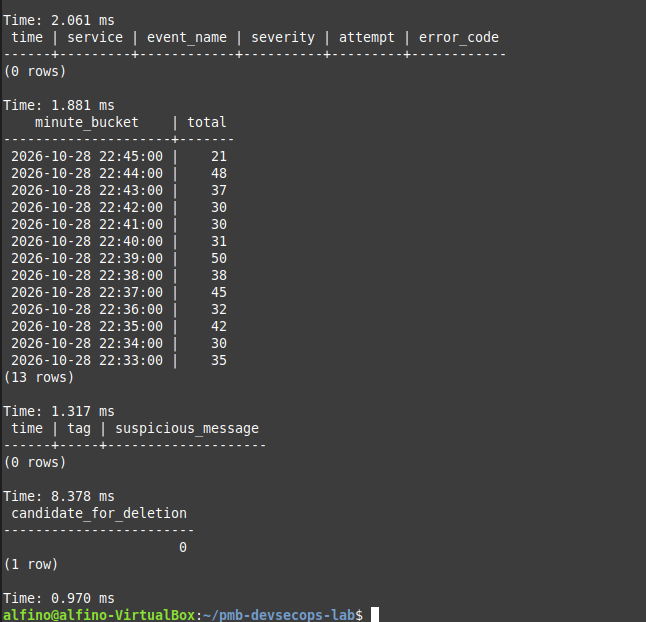 Time: 2.061 ms
 time | service | event_name | severity | attempt | error_code
------+---------+------------+----------+---------+------------
(0 rows)

Time: 1.881 ms
    minute_bucket    | total
---------------------+-------
 2026-10-28 22:45:00 |    21
 2026-10-28 22:44:00 |    48
 2026-10-28 22:43:00 |    37
 2026-10-28 22:42:00 |    30
 2026-10-28 22:41:00 |    30
 2026-10-28 22:40:00 |    31
 2026-10-28 22:39:00 |    50
 2026-10-28 22:38:00 |    38
 2026-10-28 22:37:00 |    45
 2026-10-28 22:36:00 |    32
 2026-10-28 22:35:00 |    42
 2026-10-28 22:34:00 |    30
 2026-10-28 22:33:00 |    35
(13 rows)

Time: 1.317 ms
 time | tag | suspicious_message
------+-----+--------------------
(0 rows)

Time: 8.378 ms
 candidate_for_deletion
------------------------
                      0
(1 row)

Time: 0.970 ms
alfino@alfino-VirtualBox:~/pmb-devsecops-lab$